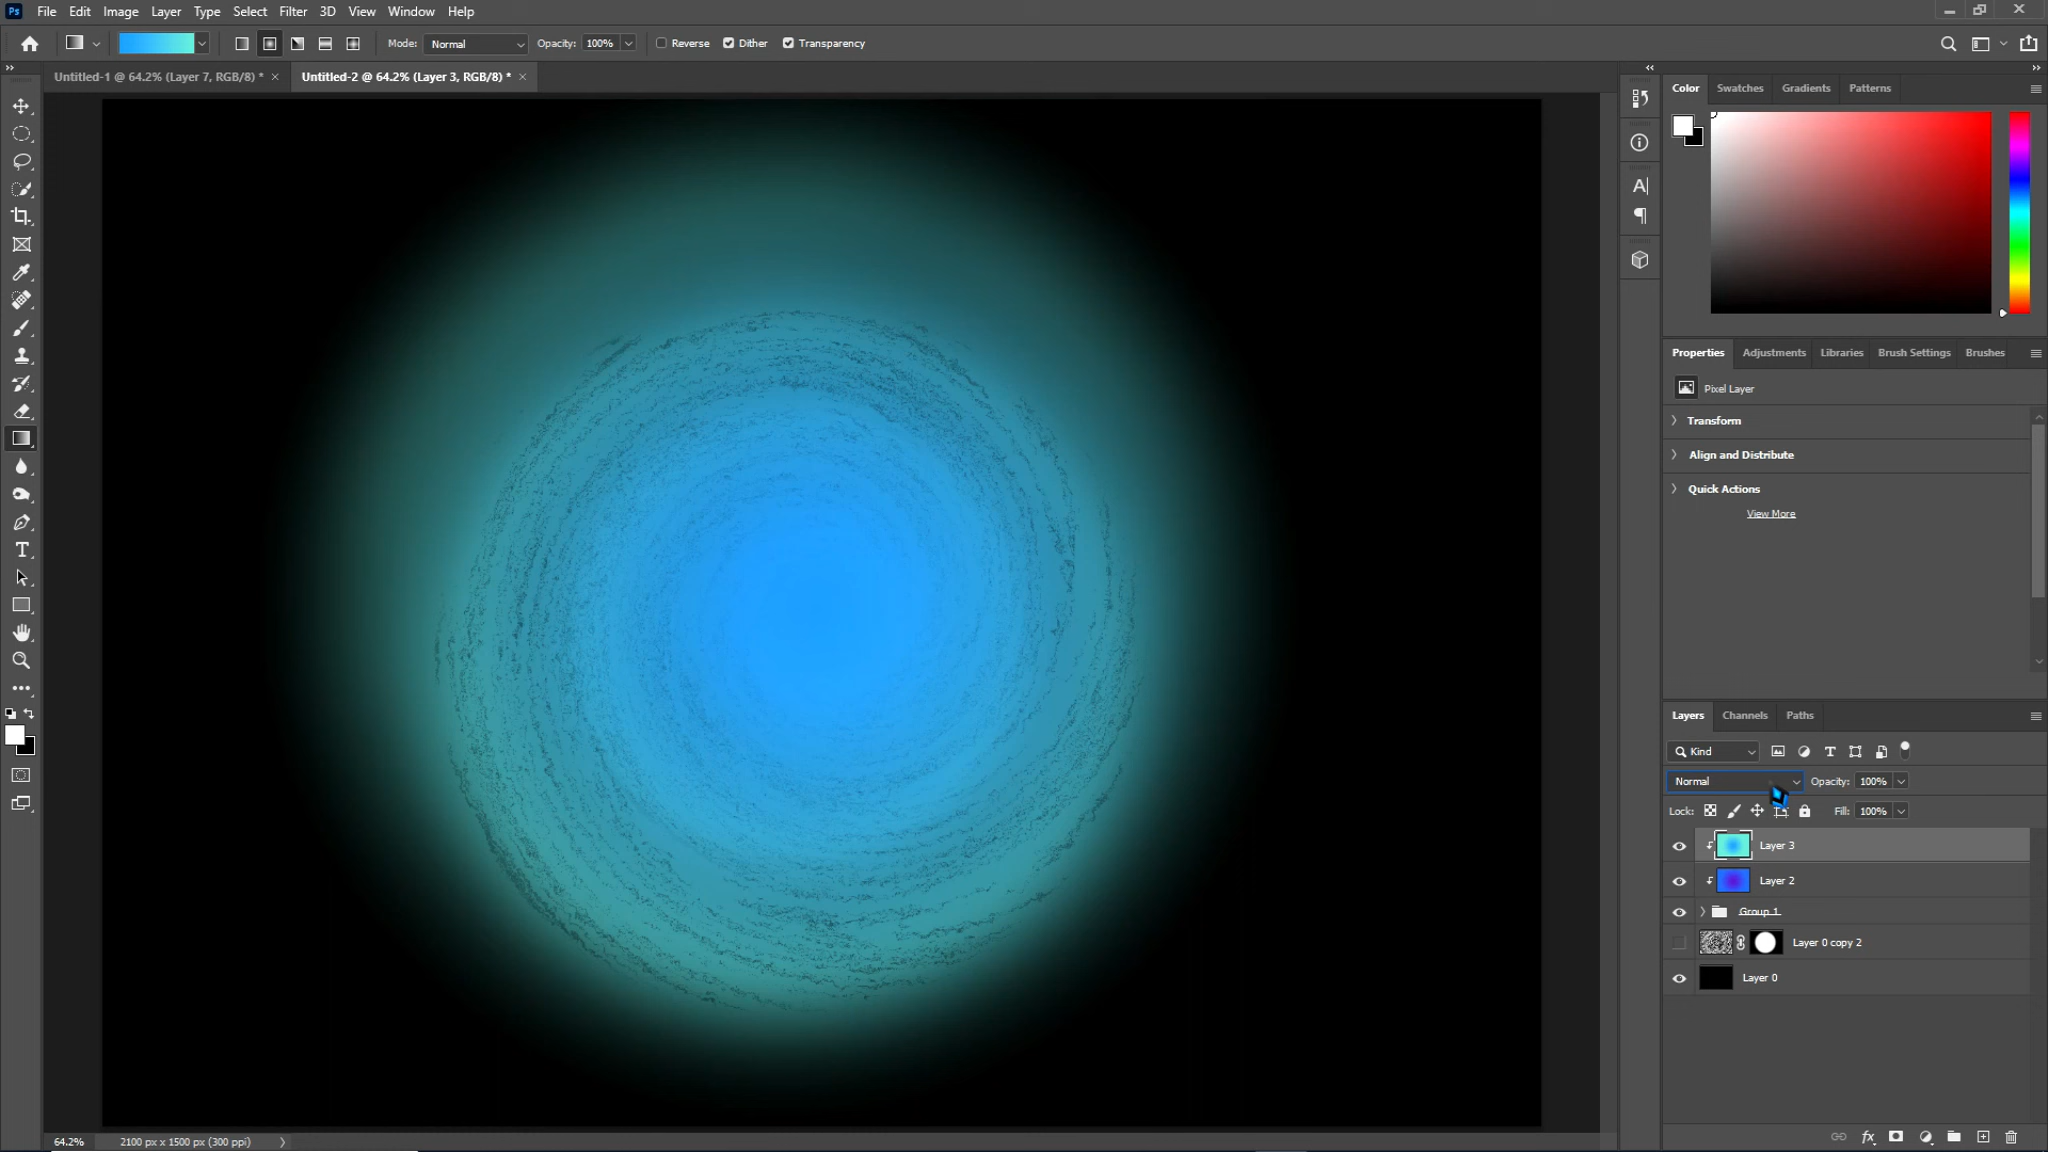 Ps File Edit Image Layer Type Select Filter 3D View Window Help
Mode: Normal Opacity: 100% Reverse Dither Transparency
Untitled-1 @ 64.2% (Layer 7, RGB/8) * × Untitled-2 @ 64.2% (Layer 3, RGB/8) * ×
Color Swatches Gradients Patterns
Properties Adjustments Libraries Brush Settings Brushes
Pixel Layer
Transform
Align and Distribute
Quick Actions
View More
Layers Channels Paths
Kind
Normal Opacity: 100%
Lock: Fill: 100%
Layer 3
Layer 2
Group 1
Layer 0 copy 2
Layer 0
64.2% 2100 px x 1500 px (300 ppi)